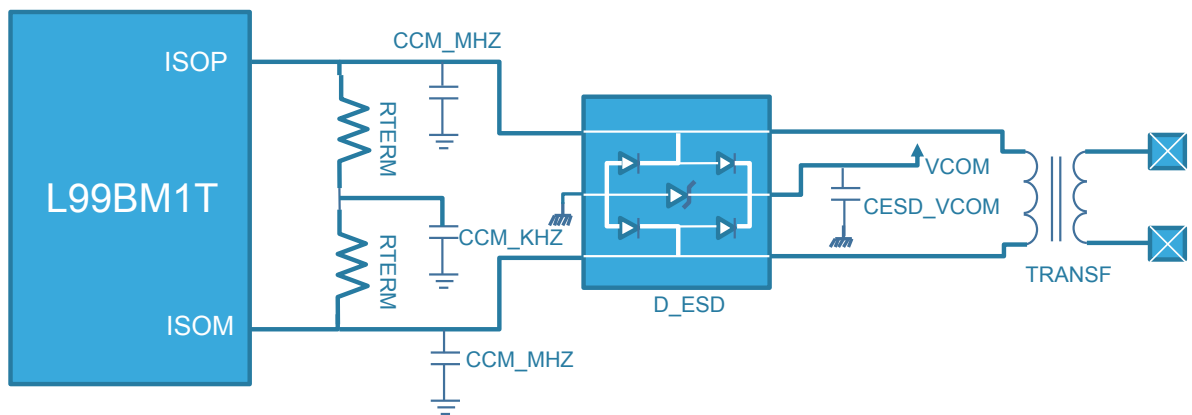 CCM_MHZ
ISOP
RTERM
L99BM1T
VCOM
CESD_VCOM
CCM_KHZ
RTERM
TRANSF
D_ESD
ISOM
CCM_MHZ